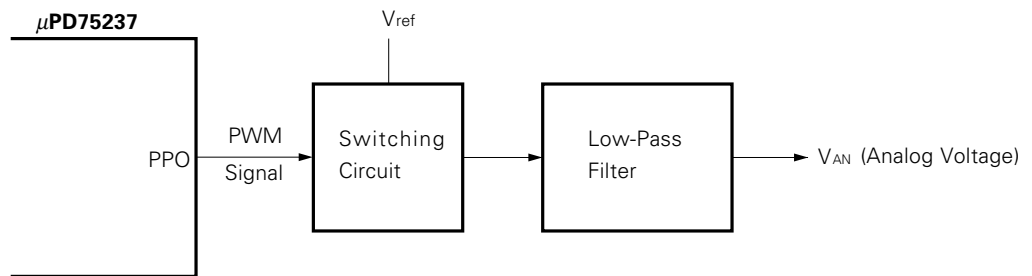 μPD75237
Vref
PPO
PWM
Signal
Switching
Circuit
Low-Pass
Filter
VAN (Analog Voltage)